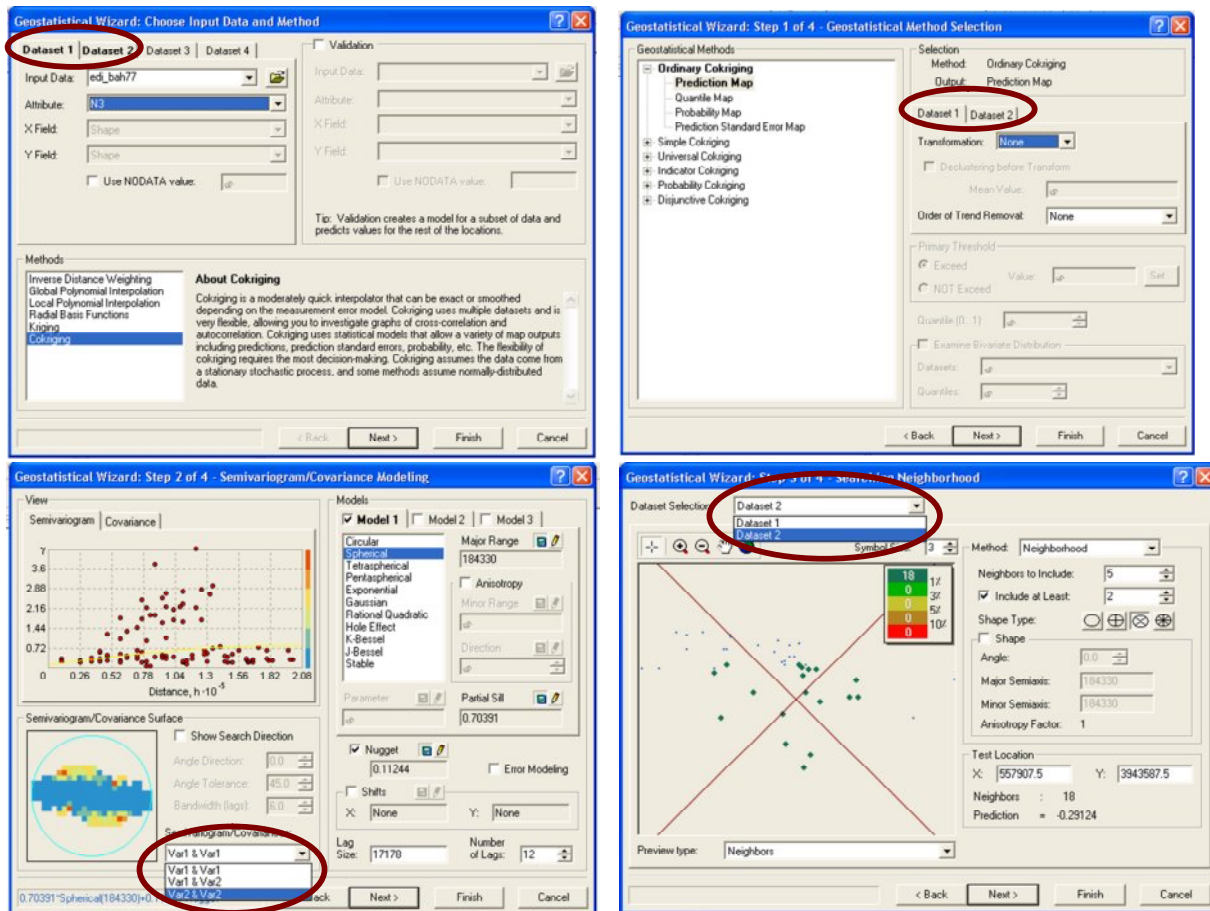 Geostatistical Wizard: Choose Input Data and Method
Dataset 1 Dataset 2 Dataset 3 Dataset 4
Input Data: edi_bah77
Attribute: N3
X Field: Shape
Y Field: Shape
Use NODATA value:
Validation
Input Data:
Attribute:
X Field:
Y Field:
Use NODATA value:
Tip: Validation creates a model for a subset of data and
predicts values for the rest of the locations.
Methods
Inverse Distance Weighting
Global Polynomial Interpolation
Local Polynomial Interpolation
Radial Basis Functions
Kriging
Cokriging
About Cokriging
Cokriging is a moderately quick interpolator that can be exact or smoothed
depending on the measurement error model. Cokriging uses multiple datasets and is
very flexible, allowing you to investigate graphs of cross-correlation and
autocorrelation. Cokriging uses statistical models that allow a variety of map outputs
including predictions, prediction standard errors, probability, etc. The flexibility of
cokriging requires the most decision-making. Cokriging assumes the data come from
a stationary stochastic process, and some methods assume normally-distributed
data.
< Back Next > Finish Cancel
Geostatistical Wizard: Step 1 of 4 - Geostatistical Method Selection
Geostatistical Methods
Ordinary Cokriging
Prediction Map
Quantile Map
Probability Map
Prediction Standard Error Map
Simple Cokriging
Universal Cokriging
Indicator Cokriging
Probability Cokriging
Disjunctive Cokriging
Selection
Method: Ordinary Cokriging
Output: Prediction Map
Dataset 1 Dataset 2
Transformation: None
Declustering before Transform
Mean Value:
Order of Trend Removal: None
Primary Threshold
Exceed
Value: Set...
NOT Exceed
Quantile (0.. 1):
Examine Bivariate Distribution
Datasets:
Quantiles:
< Back Next > Finish Cancel
Geostatistical Wizard: Step 2 of 4 - Semivariogram/Covariance Modeling
View
Semivariogram Covariance
γ
3.6
2.88
2.16
1.44
0.72
0 0.26 0.52 0.78 1.04 1.3 1.56 1.82 2.08
Distance, h ·10⁻⁵
Semivariogram/Covariance Surface
Show Search Direction
Angle Direction: 0.0
Angle Tolerance: 45.0
Bandwidth (lags): 6.0
Semivariogram/Covariance:
Var1 & Var1
Var1 & Var1
Var1 & Var2
Var2 & Var2
Models
Model 1 Model 2 Model 3
Circular
Spherical
Tetraspherical
Pentaspherical
Exponential
Gaussian
Rational Quadratic
Hole Effect
K-Bessel
J-Bessel
Stable
Major Range
184330
Anisotropy
Minor Range
Direction
Parameter
Partial Sill
0.70391
Nugget
0.11244
Error Modeling
Shifts
X: None Y: None
Lag Size: 17170 Number of Lags: 12
0.70391*Spherical(184330)+0.1
Back Next > Finish Cancel
Geostatistical Wizard: Step 3 of 4 - Searching Neighborhood
Dataset Selection: Dataset 2
Dataset 1
Dataset 2
Symbol Size: 3
18
0
0
0
0
1%
3%
5%
10%
Method: Neighborhood
Neighbors to Include: 5
Include at Least: 2
Shape Type:
Shape
Angle: 0.0
Major Semiaxis: 184330
Minor Semiaxis: 184330
Anisotropy Factor: 1
Test Location
X: 557907.5 Y: 3943587.5
Neighbors : 18
Prediction = -0.29124
Preview type: Neighbors
< Back Next > Finish Cancel